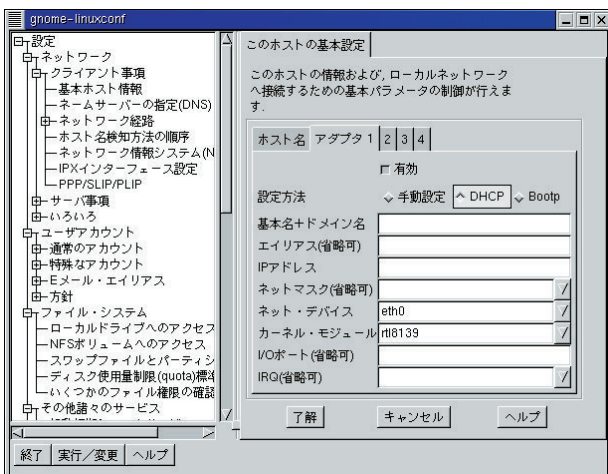 gnome-linuxconf
設定
ネットワーク
クライアント事項
基本ホスト情報
ネームサーバーの指定(DNS)
ネットワーク経路
ホスト名検知方法の順序
ネットワーク情報システム(N
IPXインターフェース設定
PPP/SLIP/PLIP
サーバ事項
いろいろ
ユーザアカウント
通常のアカウント
特殊なアカウント
Eメール・エイリアス
方針
ファイル・システム
ローカルドライブへのアクセス
NFSボリュームへのアクセス
スワップファイルとパーティシ
ディスク使用量制限(quota)標準
いくつかのファイル権限の確認
その他諸々のサービス
終了 実行/変更 ヘルプ
このホストの基本設定
このホストの情報および, ローカルネットワーク
へ接続するための基本パラメータの制御が行えま
す.
ホスト名 アダプタ 1 2 3 4
有効
設定方法 手動設定 DHCP Bootp
基本名+ドメイン名
エイリアス(省略可)
IPアドレス
ネットマスク(省略可)
ネット・デバイス eth0
カーネル・モジュール rtl8139
I/Oポート(省略可)
IRQ(省略可)
了解 キャンセル ヘルプ